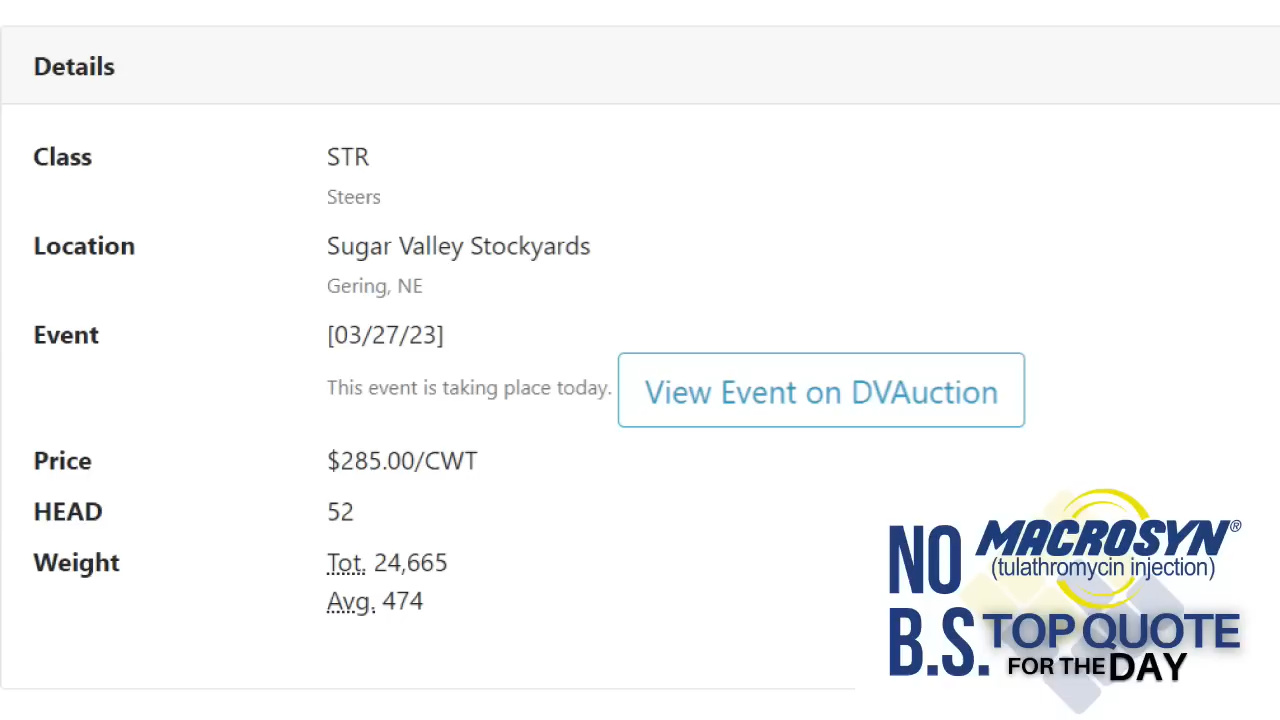 Details
Class STR
Steers
Location Sugar Valley Stockyards
Gering, NE
Event [03/27/23]
This event is taking place today. View Event on DVAuction
Price $285.00/CWT
HEAD 52
Weight Tot. 24,665
Avg. 474
NO MACROSYN®
(tulathromycin injection)
B.S. TOP QUOTE
FOR THE DAY